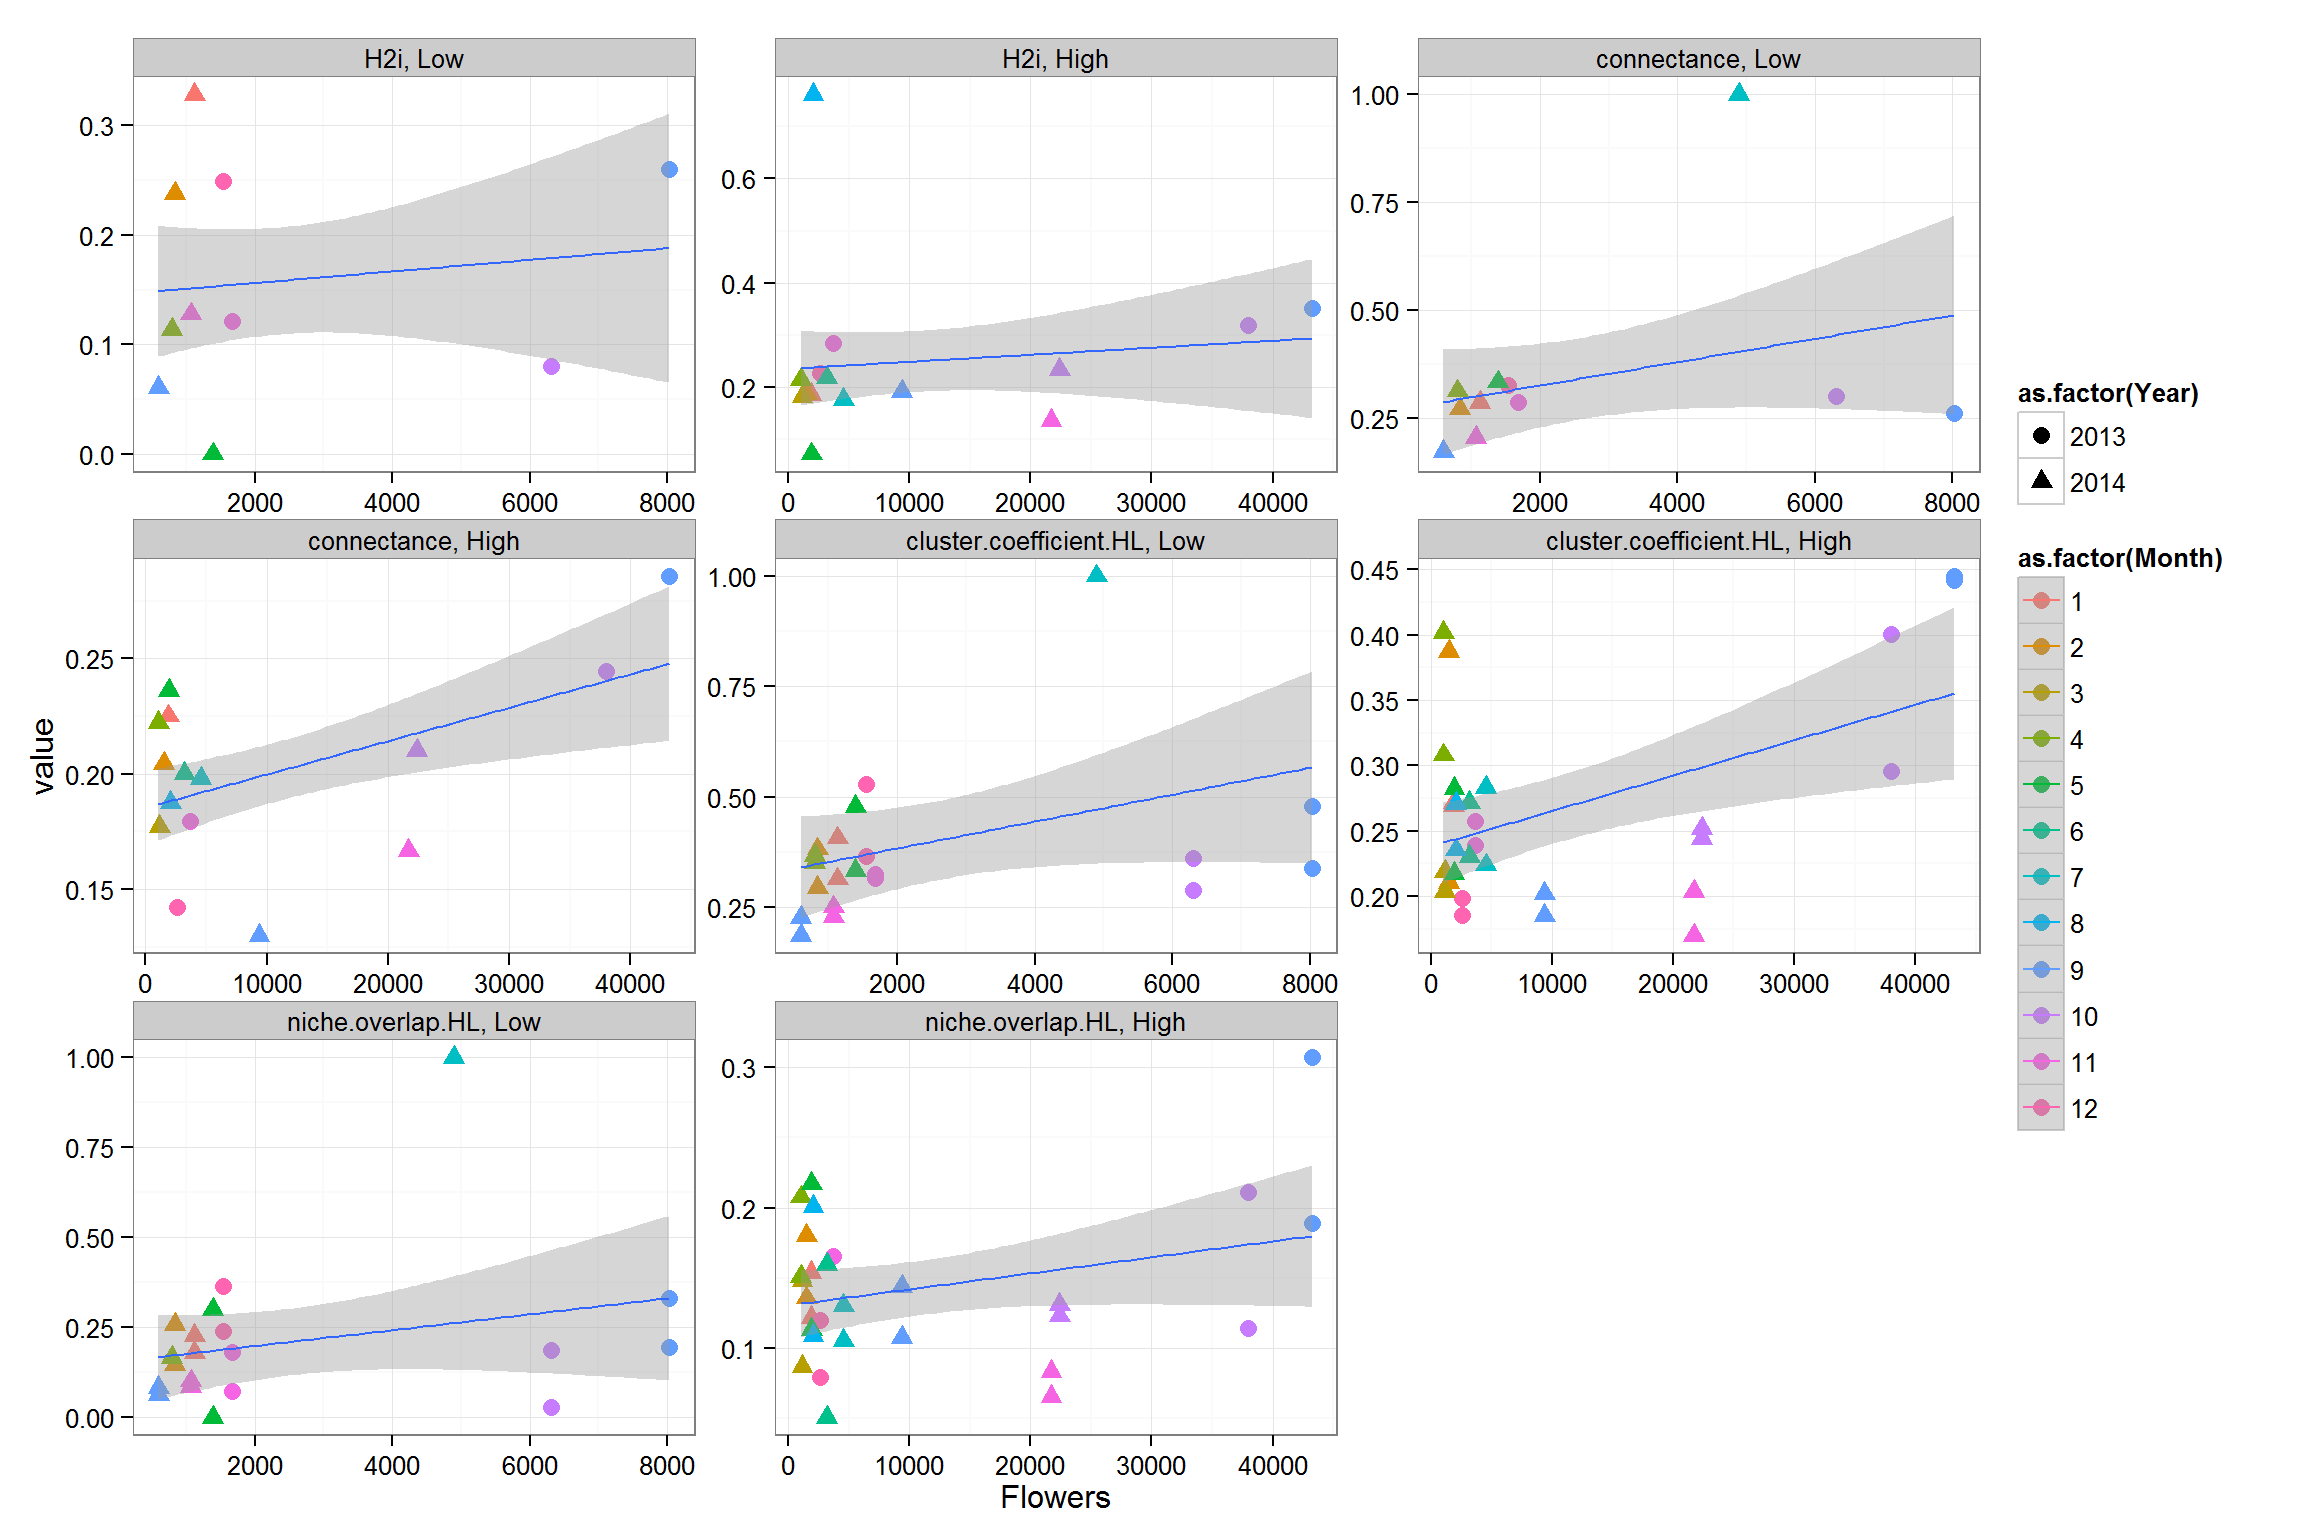 H2i, Low
H2i, High
connectance, Low
0.3
0.2
0.1
0.0
2000 4000 6000 8000
0.6
0.4
0.2
0 10000 20000 30000 40000
1.00
0.75
0.50
0.25
2000 4000 6000 8000
connectance, High
cluster.coefficient.HL, Low
cluster.coefficient.HL, High
value
0.25
0.20
0.15
0 10000 20000 30000 40000
1.00
0.75
0.50
0.25
2000 4000 6000 8000
0.45
0.40
0.35
0.30
0.25
0.20
0 10000 20000 30000 40000
niche.overlap.HL, Low
niche.overlap.HL, High
1.00
0.75
0.50
0.25
0.00
2000 4000 6000 8000
0.3
0.2
0.1
0 10000 20000 30000 40000
Flowers
as.factor(Year)
2013
2014
as.factor(Month)
1
2
3
4
5
6
7
8
9
10
11
12